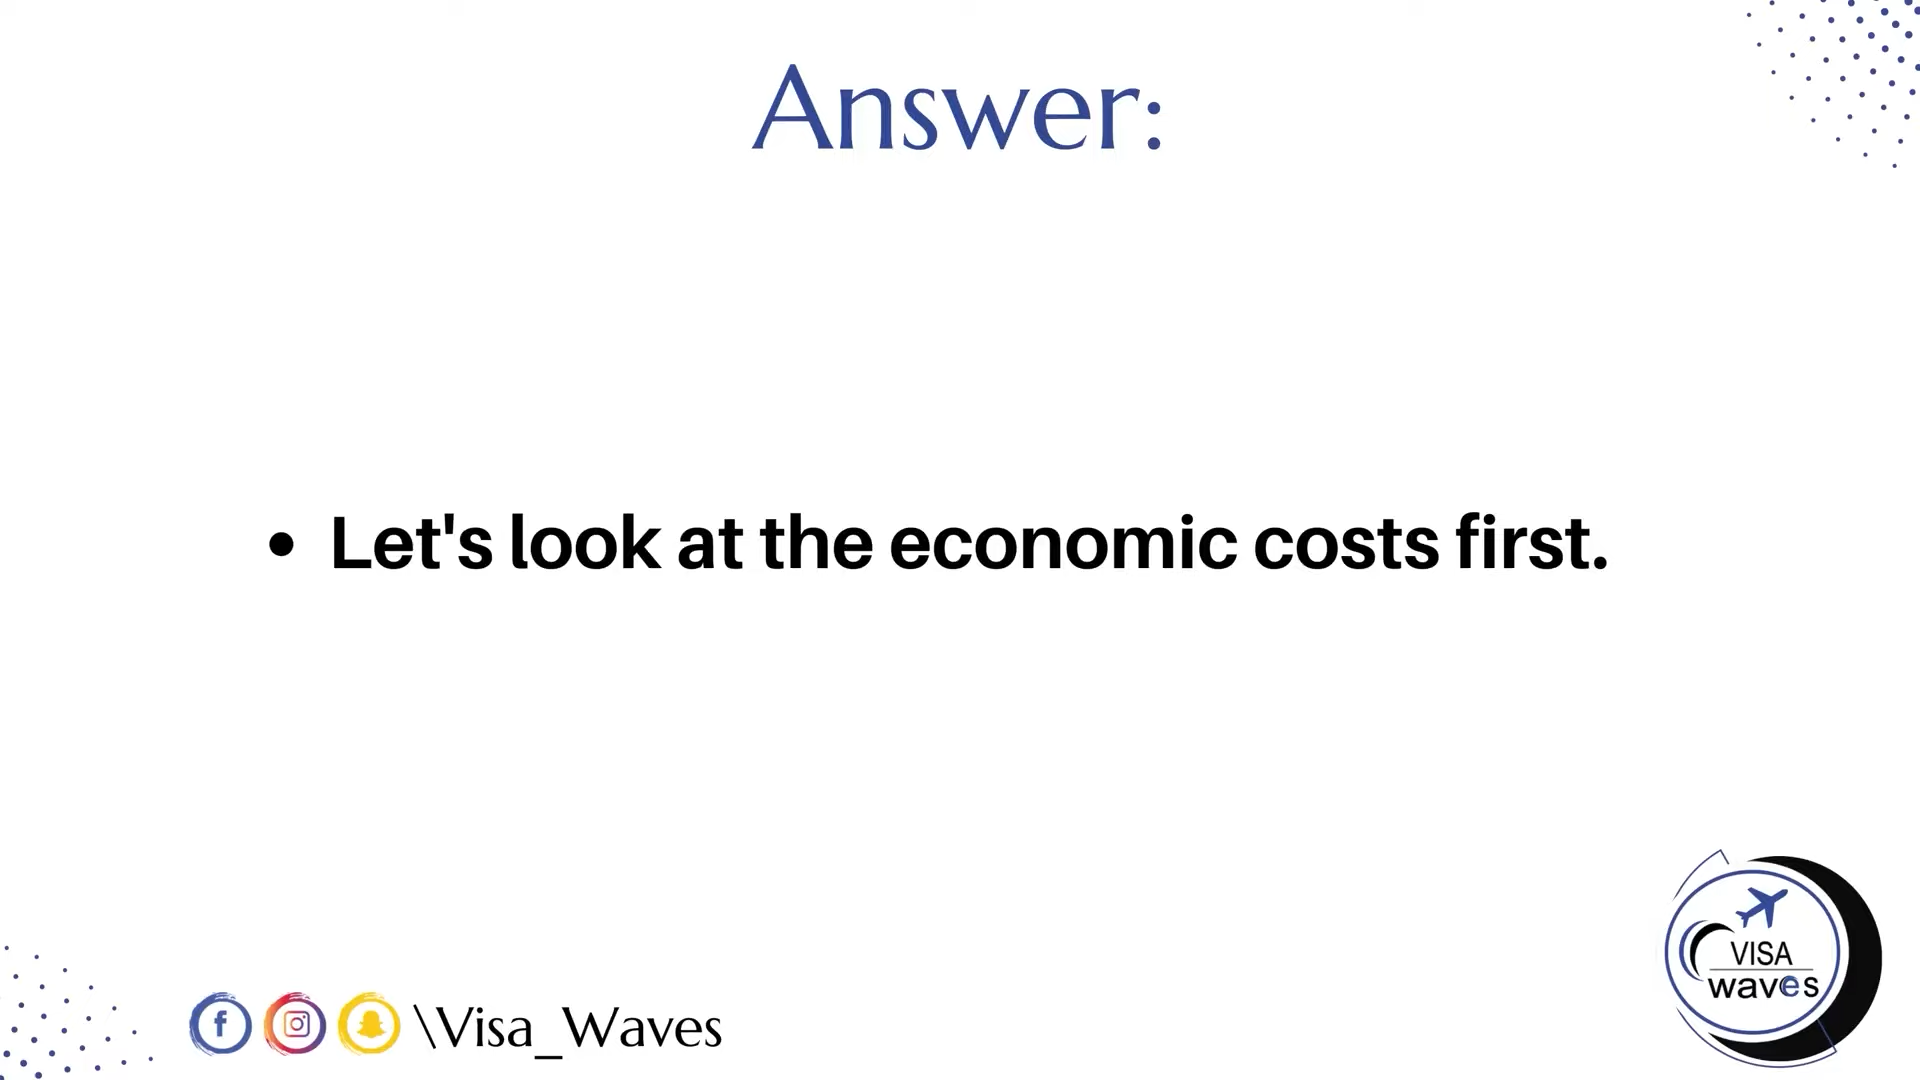 Answer:
• Let's look at the economic costs first.
VISA
waves
\Visa_Waves